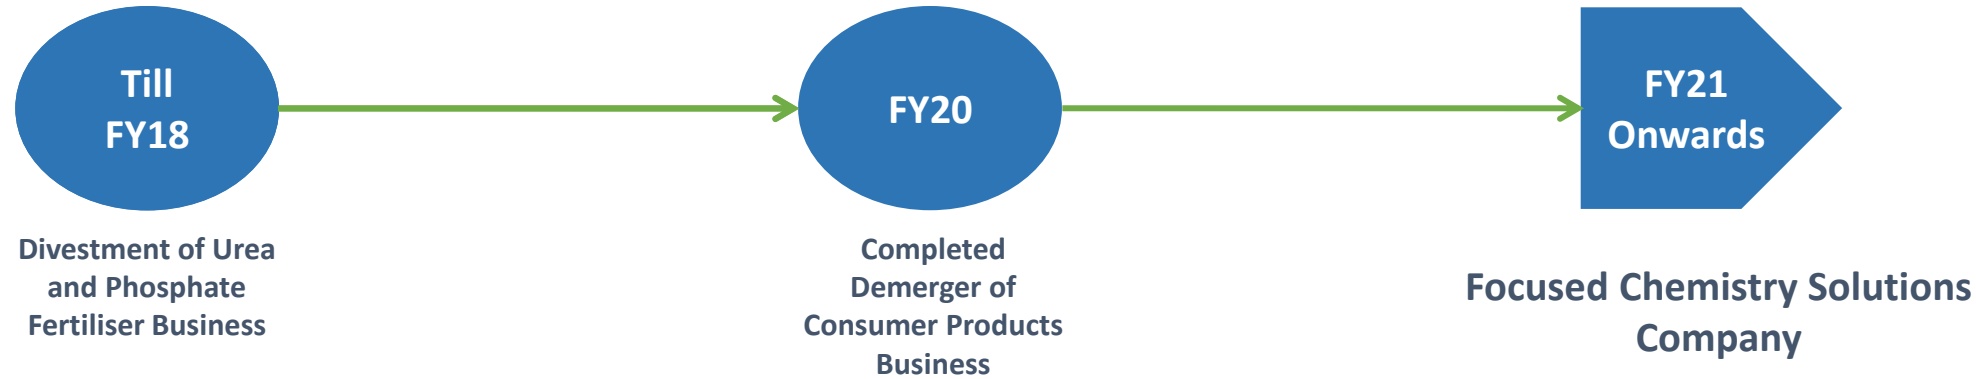 Till
FY18
FY20
FY21
Onwards
Divestment of Urea
and Phosphate
Fertiliser Business
Completed
Demerger of
Consumer Products
Business
Focused Chemistry Solutions
Company